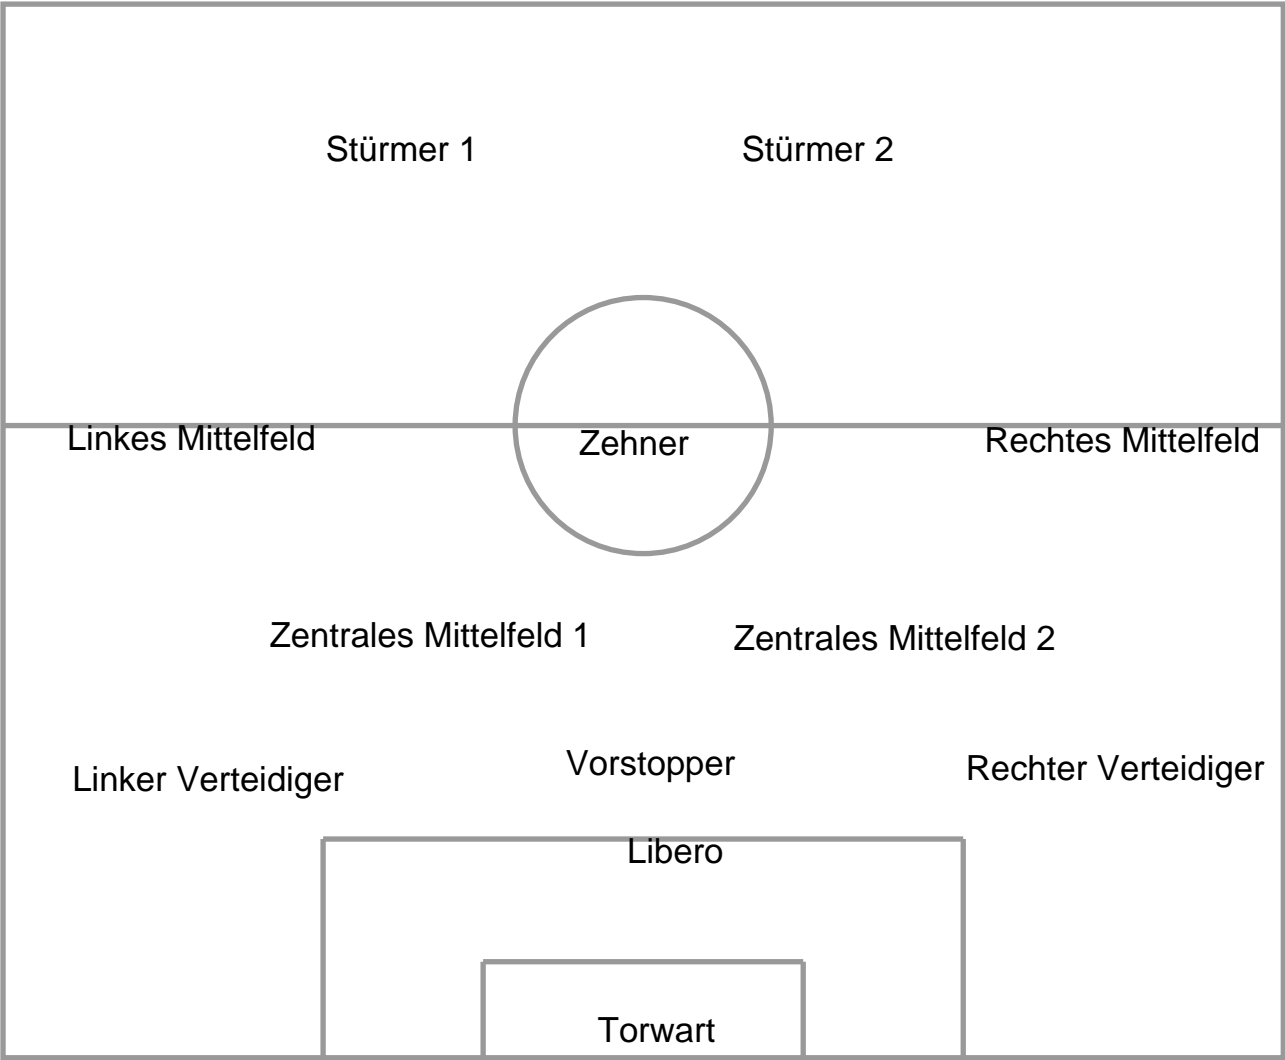 Stürmer 1
Stürmer 2
Linkes Mittelfeld
Zehner
Rechtes Mittelfeld
Zentrales Mittelfeld 1
Zentrales Mittelfeld 2
Linker Verteidiger
Vorstopper
Rechter Verteidiger
Libero
Torwart